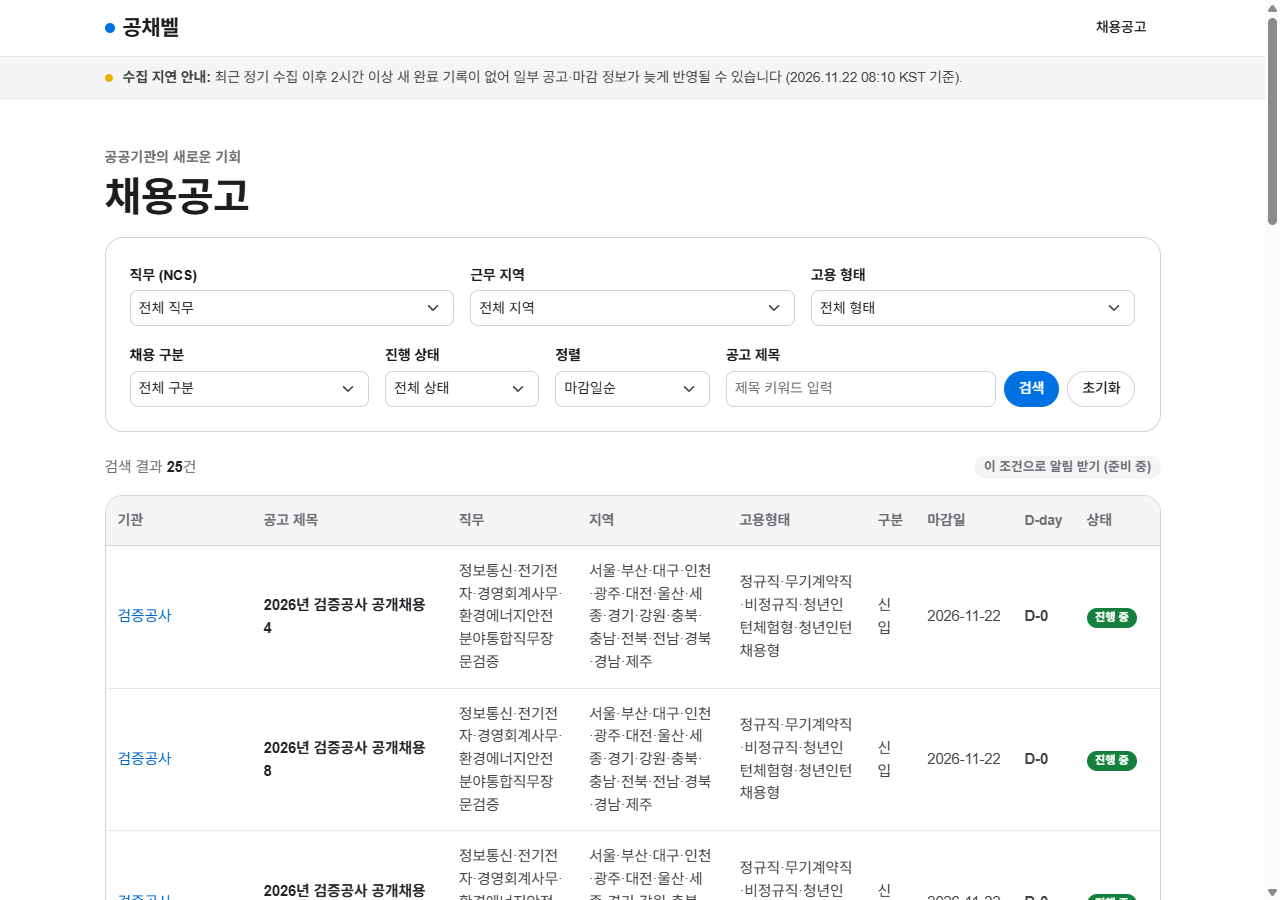 공채벨
채용공고
수집 지연 안내: 최근 정기 수집 이후 2시간 이상 새 완료 기록이 없어 일부 공고·마감 정보가 늦게 반영될 수 있습니다 (2026.11.22 08:10 KST 기준).
공공기관의 새로운 기회
채용공고
직무 (NCS)
근무 지역
고용 형태
전체 직무
전체 지역
전체 형태
채용 구분
진행 상태
정렬
공고 제목
전체 구분
전체 상태
마감일순
제목 키워드 입력
검색
초기화
검색 결과 25건
이 조건으로 알림 받기 (준비 중)
기관 공고 제목 직무 지역 고용형태 구분 마감일 D-day 상태
검증공사
2026년 검증공사 공개채용
4
정보통신·전기전
자·경영회계사무·
환경에너지안전
분야통합직무장
문검증
서울·부산·대구·인천
·광주·대전·울산·세
종·경기·강원·충북·
충남·전북·전남·경북
·경남·제주
정규직·무기계약직
·비정규직·청년인
턴체험형·청년인턴
채용형
신
입
2026-11-22
D-0
진행 중
검증공사
2026년 검증공사 공개채용
8
정보통신·전기전
자·경영회계사무·
환경에너지안전
분야통합직무장
문검증
서울·부산·대구·인천
·광주·대전·울산·세
종·경기·강원·충북·
충남·전북·전남·경북
·경남·제주
정규직·무기계약직
·비정규직·청년인
턴체험형·청년인턴
채용형
신
입
2026-11-22
D-0
진행 중
2026년 검증공사 공개채용
정보통신·전기전
자·경영회계사무·
서울·부산·대구·인천
·광주·대전·울산·세
정규직·무기계약직
·비정규직·청년인
신